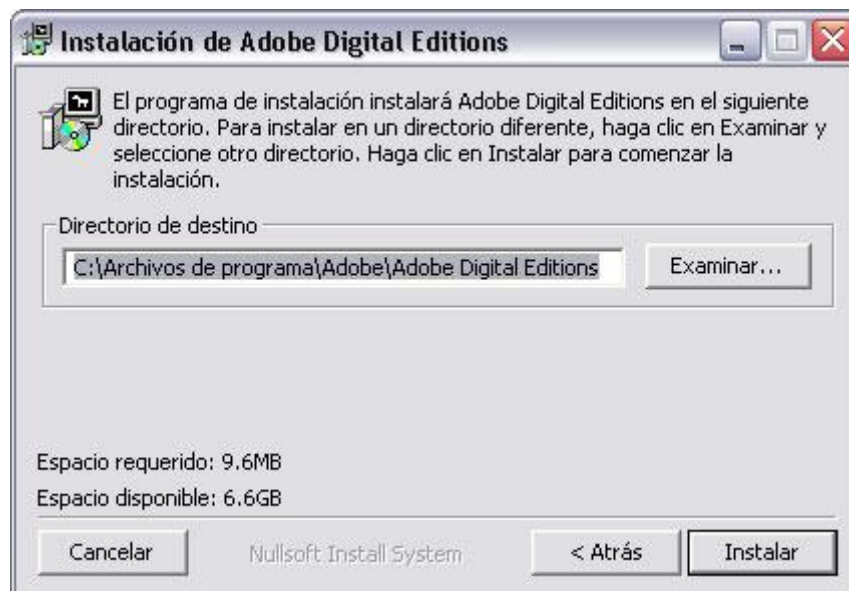 Instalación de Adobe Digital Editions
El programa de instalación instalará Adobe Digital Editions en el siguiente
directorio. Para instalar en un directorio diferente, haga clic en Examinar y
seleccione otro directorio. Haga clic en Instalar para comenzar la
instalación.
Directorio de destino
C:\Archivos de programa\Adobe\Adobe Digital Editions
Examinar...
Espacio requerido: 9.6MB
Espacio disponible: 6.6GB
Cancelar
Nullsoft Install System
< Atrás
Instalar